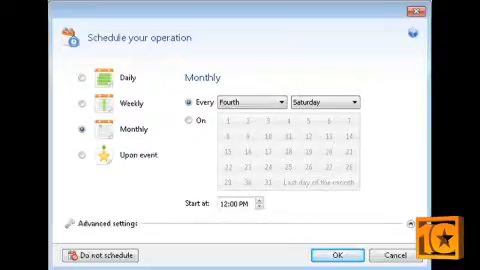 Schedule your operation
Daily
Weekly
Monthly
Upon event
Monthly
Every Fourth Saturday
On
1 2 3 4 5 6 7
8 9 10 11 12 13 14
15 16 17 18 19 20 21
22 23 24 25 26 27 28
29 30 31 Last day of the month
Start at: 12:00 PM
Advanced settings
Do not schedule
OK
Cancel